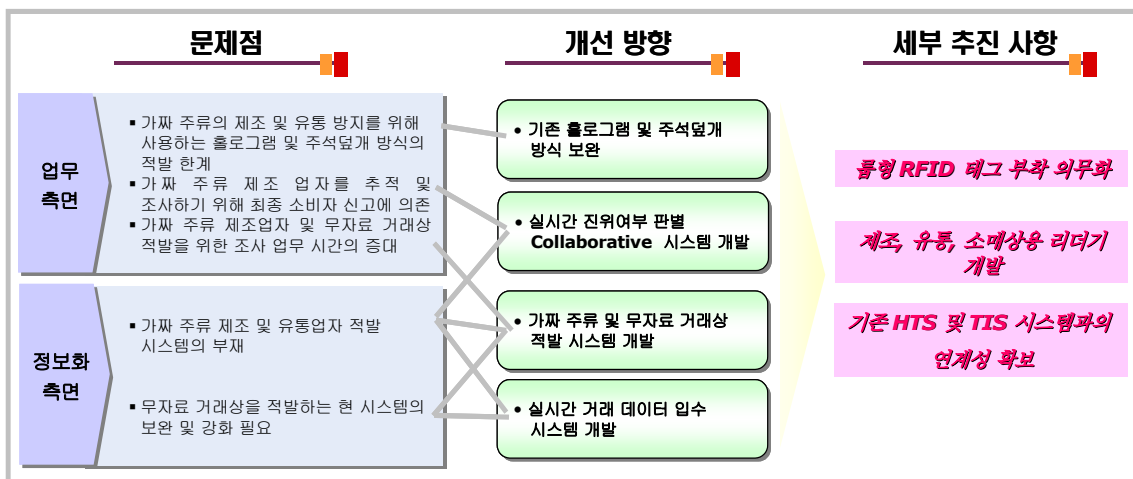 문제점
개선 방향
세부 추진 사항
업무
측면
▪ 가짜 주류의 제조 및 유통 방지를 위해
사용하는 홀로그램 및 주석덮개 방식의
적발 한계
▪ 가짜 주류 제조 업자를 추적 및
조사하기 위해 최종 소비자 신고에 의존
▪ 가짜 주류 제조업자 및 무자료 거래상
적발을 위한 조사 업무 시간의 증대
정보화
측면
▪ 가짜 주류 제조 및 유통업자 적발
시스템의 부재
▪ 무자료 거래상을 적발하는 현 시스템의
보완 및 강화 필요
• 기존 홀로그램 및 주석덮개
방식 보완
• 실시간 진위여부 판별
Collaborative 시스템 개발
• 가짜 주류 및 무자료 거래상
적발 시스템 개발
• 실시간 거래 데이터 입수
시스템 개발
품형 RFID 태그 부착 의무화
제조, 유통, 소매상용 리더기
개발
기존 HTS 및 TIS 시스템과의
연계성 확보